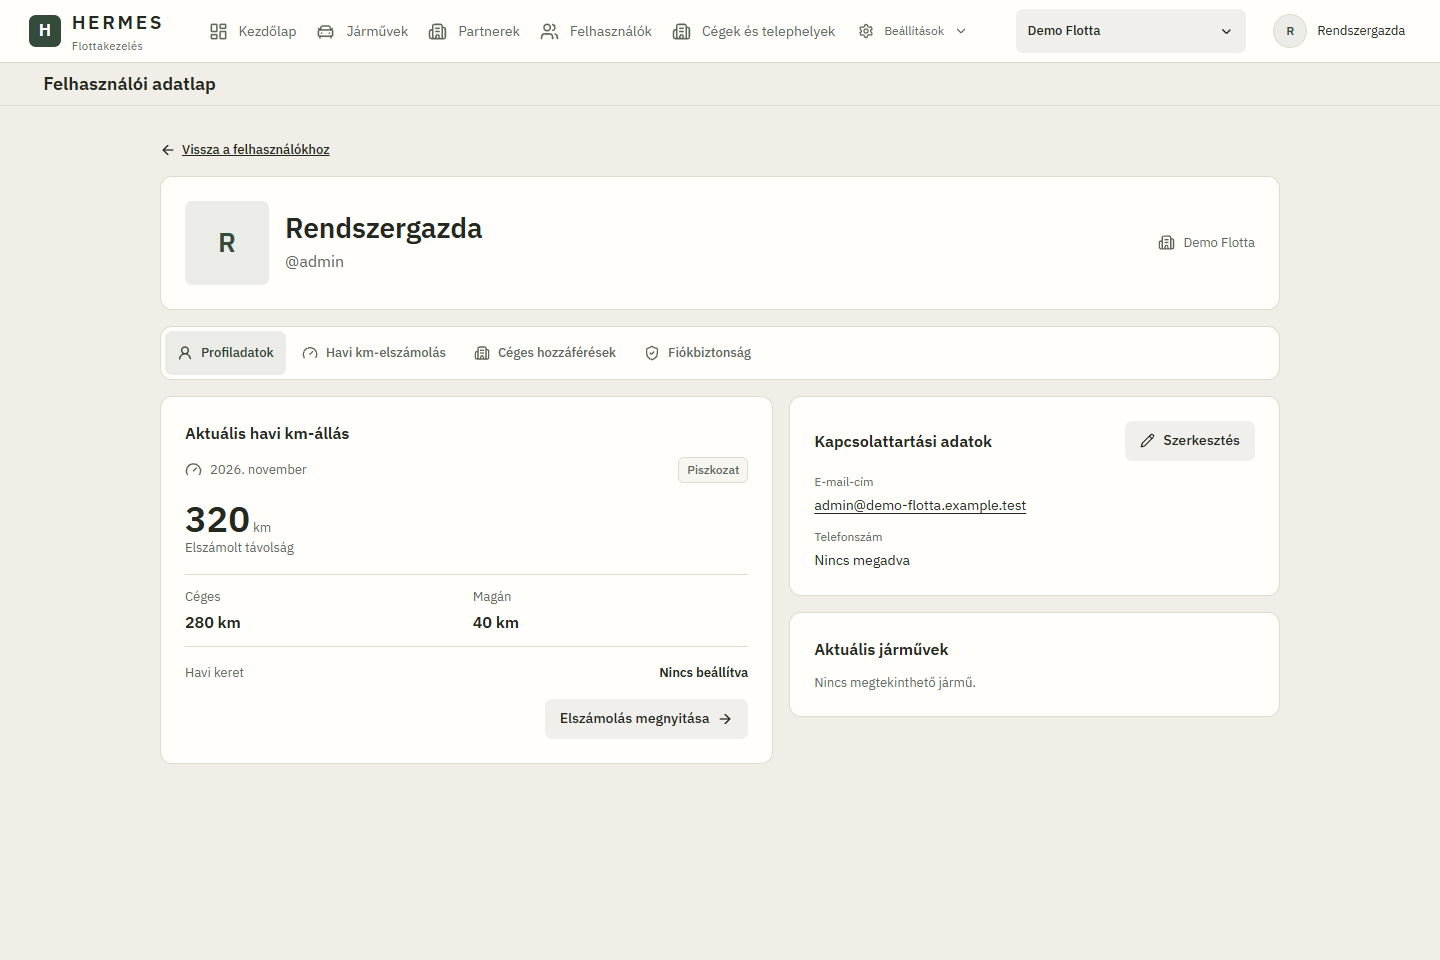 H
HERMES
Flottakezelés
Kezdőlap
Járművek
Partnerek
Felhasználók
Cégek és telephelyek
Beállítások
Demo Flotta
R
Rendszergazda
Felhasználói adatlap
Vissza a felhasználókhoz
R
Rendszergazda
@admin
Demo Flotta
Profiladatok
Havi km-elszámolás
Céges hozzáférések
Fiókbiztonság
Aktuális havi km-állás
2026. november
Piszkozat
320 km
Elszámolt távolság
Céges
280 km
Magán
40 km
Havi keret
Nincs beállítva
Elszámolás megnyitása
Kapcsolattartási adatok
Szerkesztés
E-mail-cím
admin@demo-flotta.example.test
Telefonszám
Nincs megadva
Aktuális járművek
Nincs megtekinthető jármű.